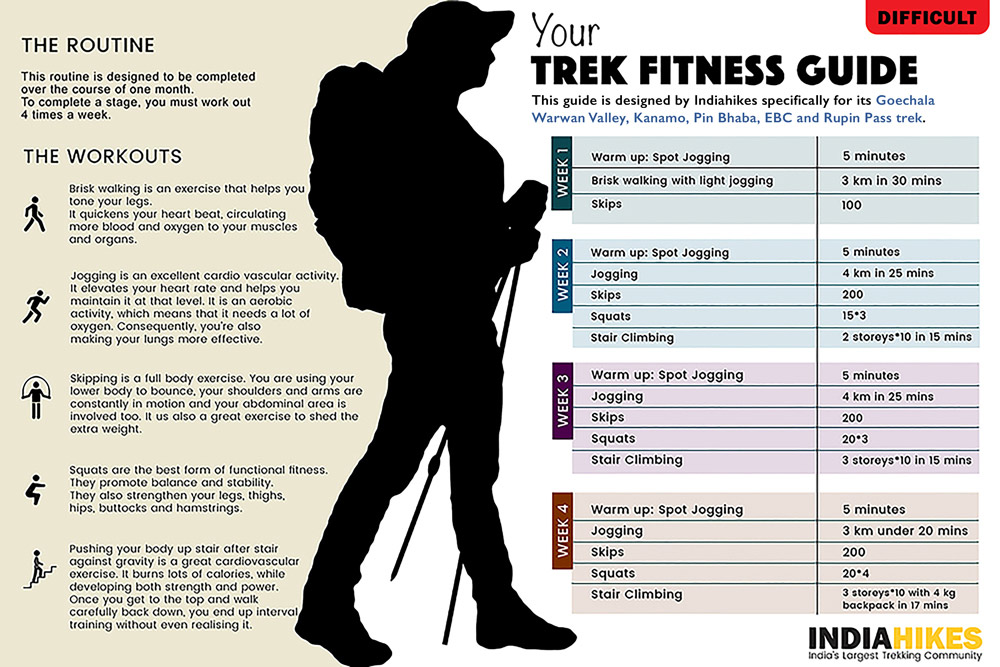 THE ROUTINE
This routine is designed to be completed
over the course of one month.
To complete a stage, you must work out
4 times a week.
THE WORKOUTS
Brisk walking is an exercise that helps you
tone your legs.
It quickens your heart beat, circulating
more blood and oxygen to your muscles
and organs.
Jogging is an excellent cardio vascular activity.
It elevates your heart rate and helps you
maintain it at that level. It is an aerobic
activity, which means that it needs a lot of
oxygen. Consequently, you're also
making your lungs more effective.
Skipping is a full body exercise. You are using your
lower body to bounce, your shoulders and arms are
constantly in motion and your abdominal area is
involved too. It us also a great exercise to shed the
extra weight.
Squats are the best form of functional fitness.
They promote balance and stability.
They also strengthen your legs, thighs,
hips, buttocks and hamstrings.
Pushing your body up stair after stair
against gravity is a great cardiovascular
exercise. It burns lots of calories, while
developing both strength and power.
Once you get to the top and walk
carefully back down, you end up interval
training without even realising it.
DIFFICULT
Your
TREK FITNESS GUIDE
This guide is designed by Indiahikes specifically for its Goechala
Warwan Valley, Kanamo, Pin Bhaba, EBC and Rupin Pass trek.
WEEK 1
Warm up: Spot Jogging 5 minutes
Brisk walking with light jogging 3 km in 30 mins
Skips 100
WEEK 2
Warm up: Spot Jogging 5 minutes
Jogging 4 km in 25 mins
Skips 200
Squats 15*3
Stair Climbing 2 storeys*10 in 15 mins
WEEK 3
Warm up: Spot Jogging 5 minutes
Jogging 4 km in 25 mins
Skips 200
Squats 20*3
Stair Climbing 3 storeys*10 in 15 mins
WEEK 4
Warm up: Spot Jogging 5 minutes
Jogging 3 km under 20 mins
Skips 200
Squats 20*4
Stair Climbing 3 storeys*10 with 4 kg
backpack in 17 mins
INDIAHIKES
India's Largest Trekking Community